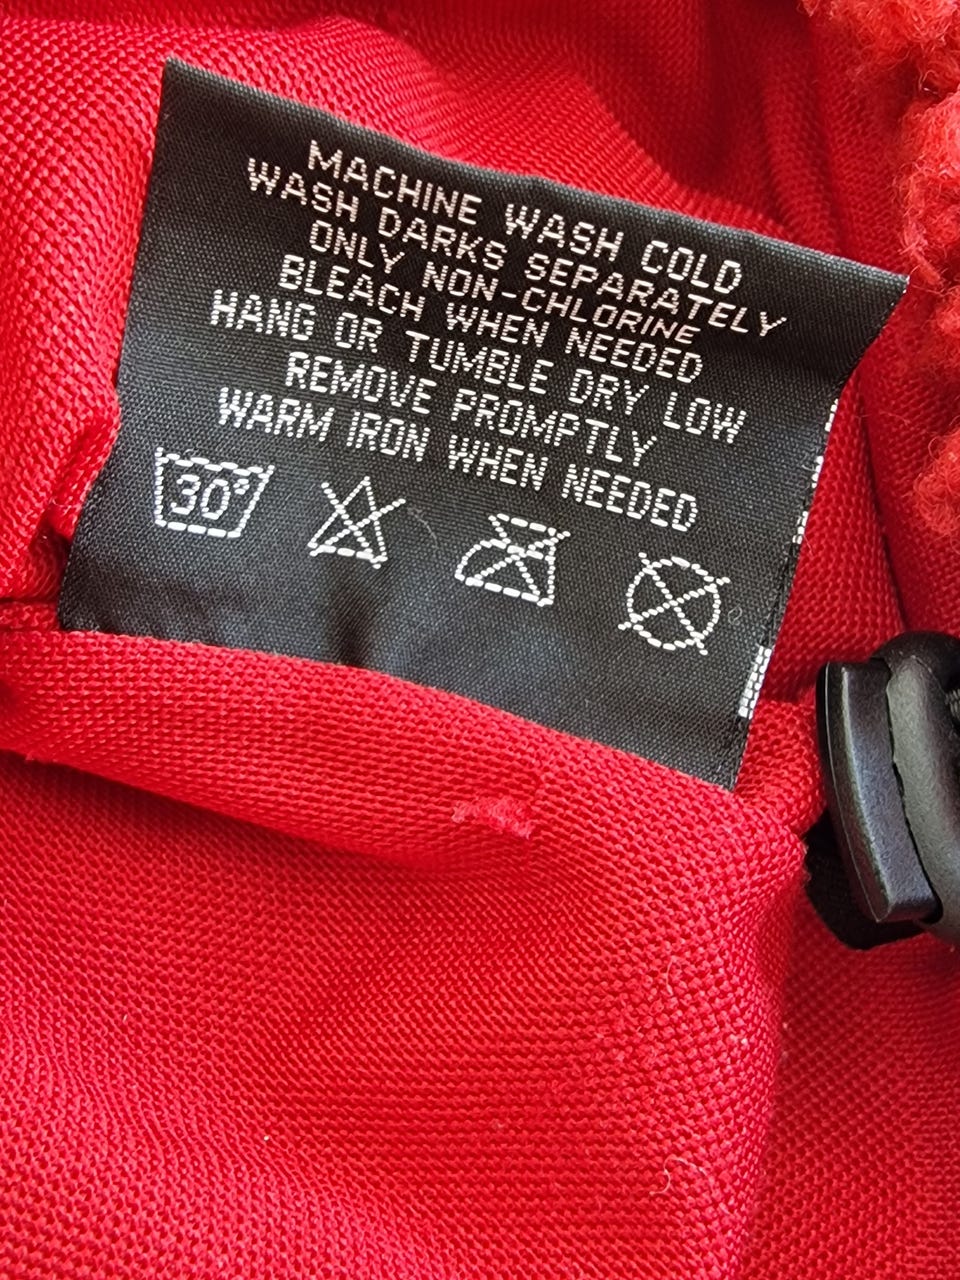 MACHINE WASH COLD
WASH DARKS SEPARATELY
ONLY NON-CHLORINE
BLEACH WHEN NEEDED
HANG OR TUMBLE DRY LOW
REMOVE PROMPTLY
WARM IRON WHEN NEEDED
30°